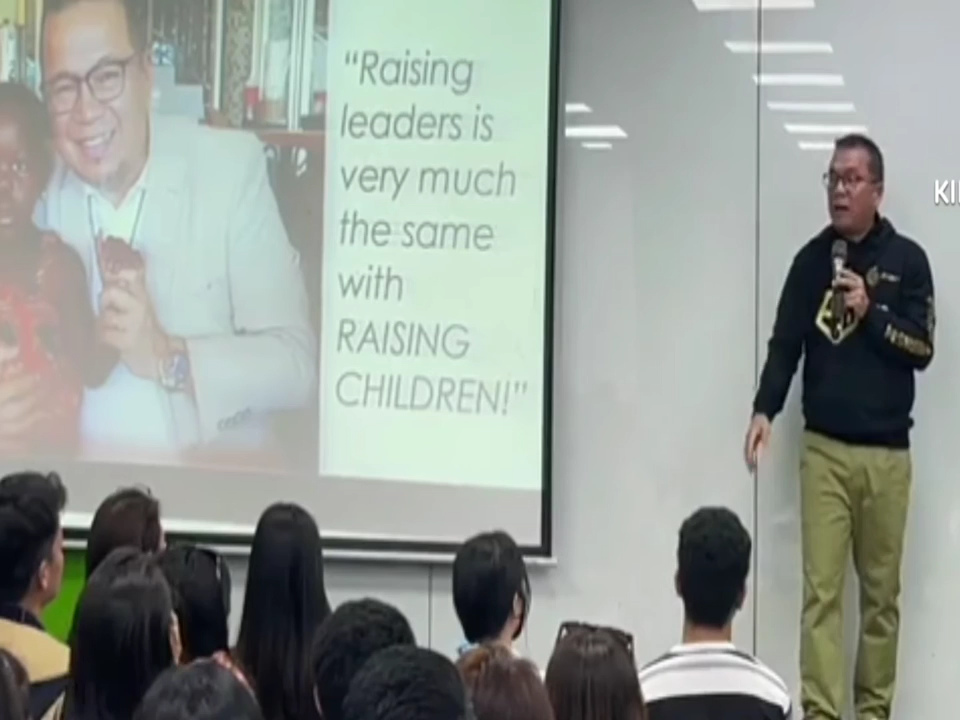 “Raising
leaders is
very much
the same
with
RAISING
CHILDREN!”